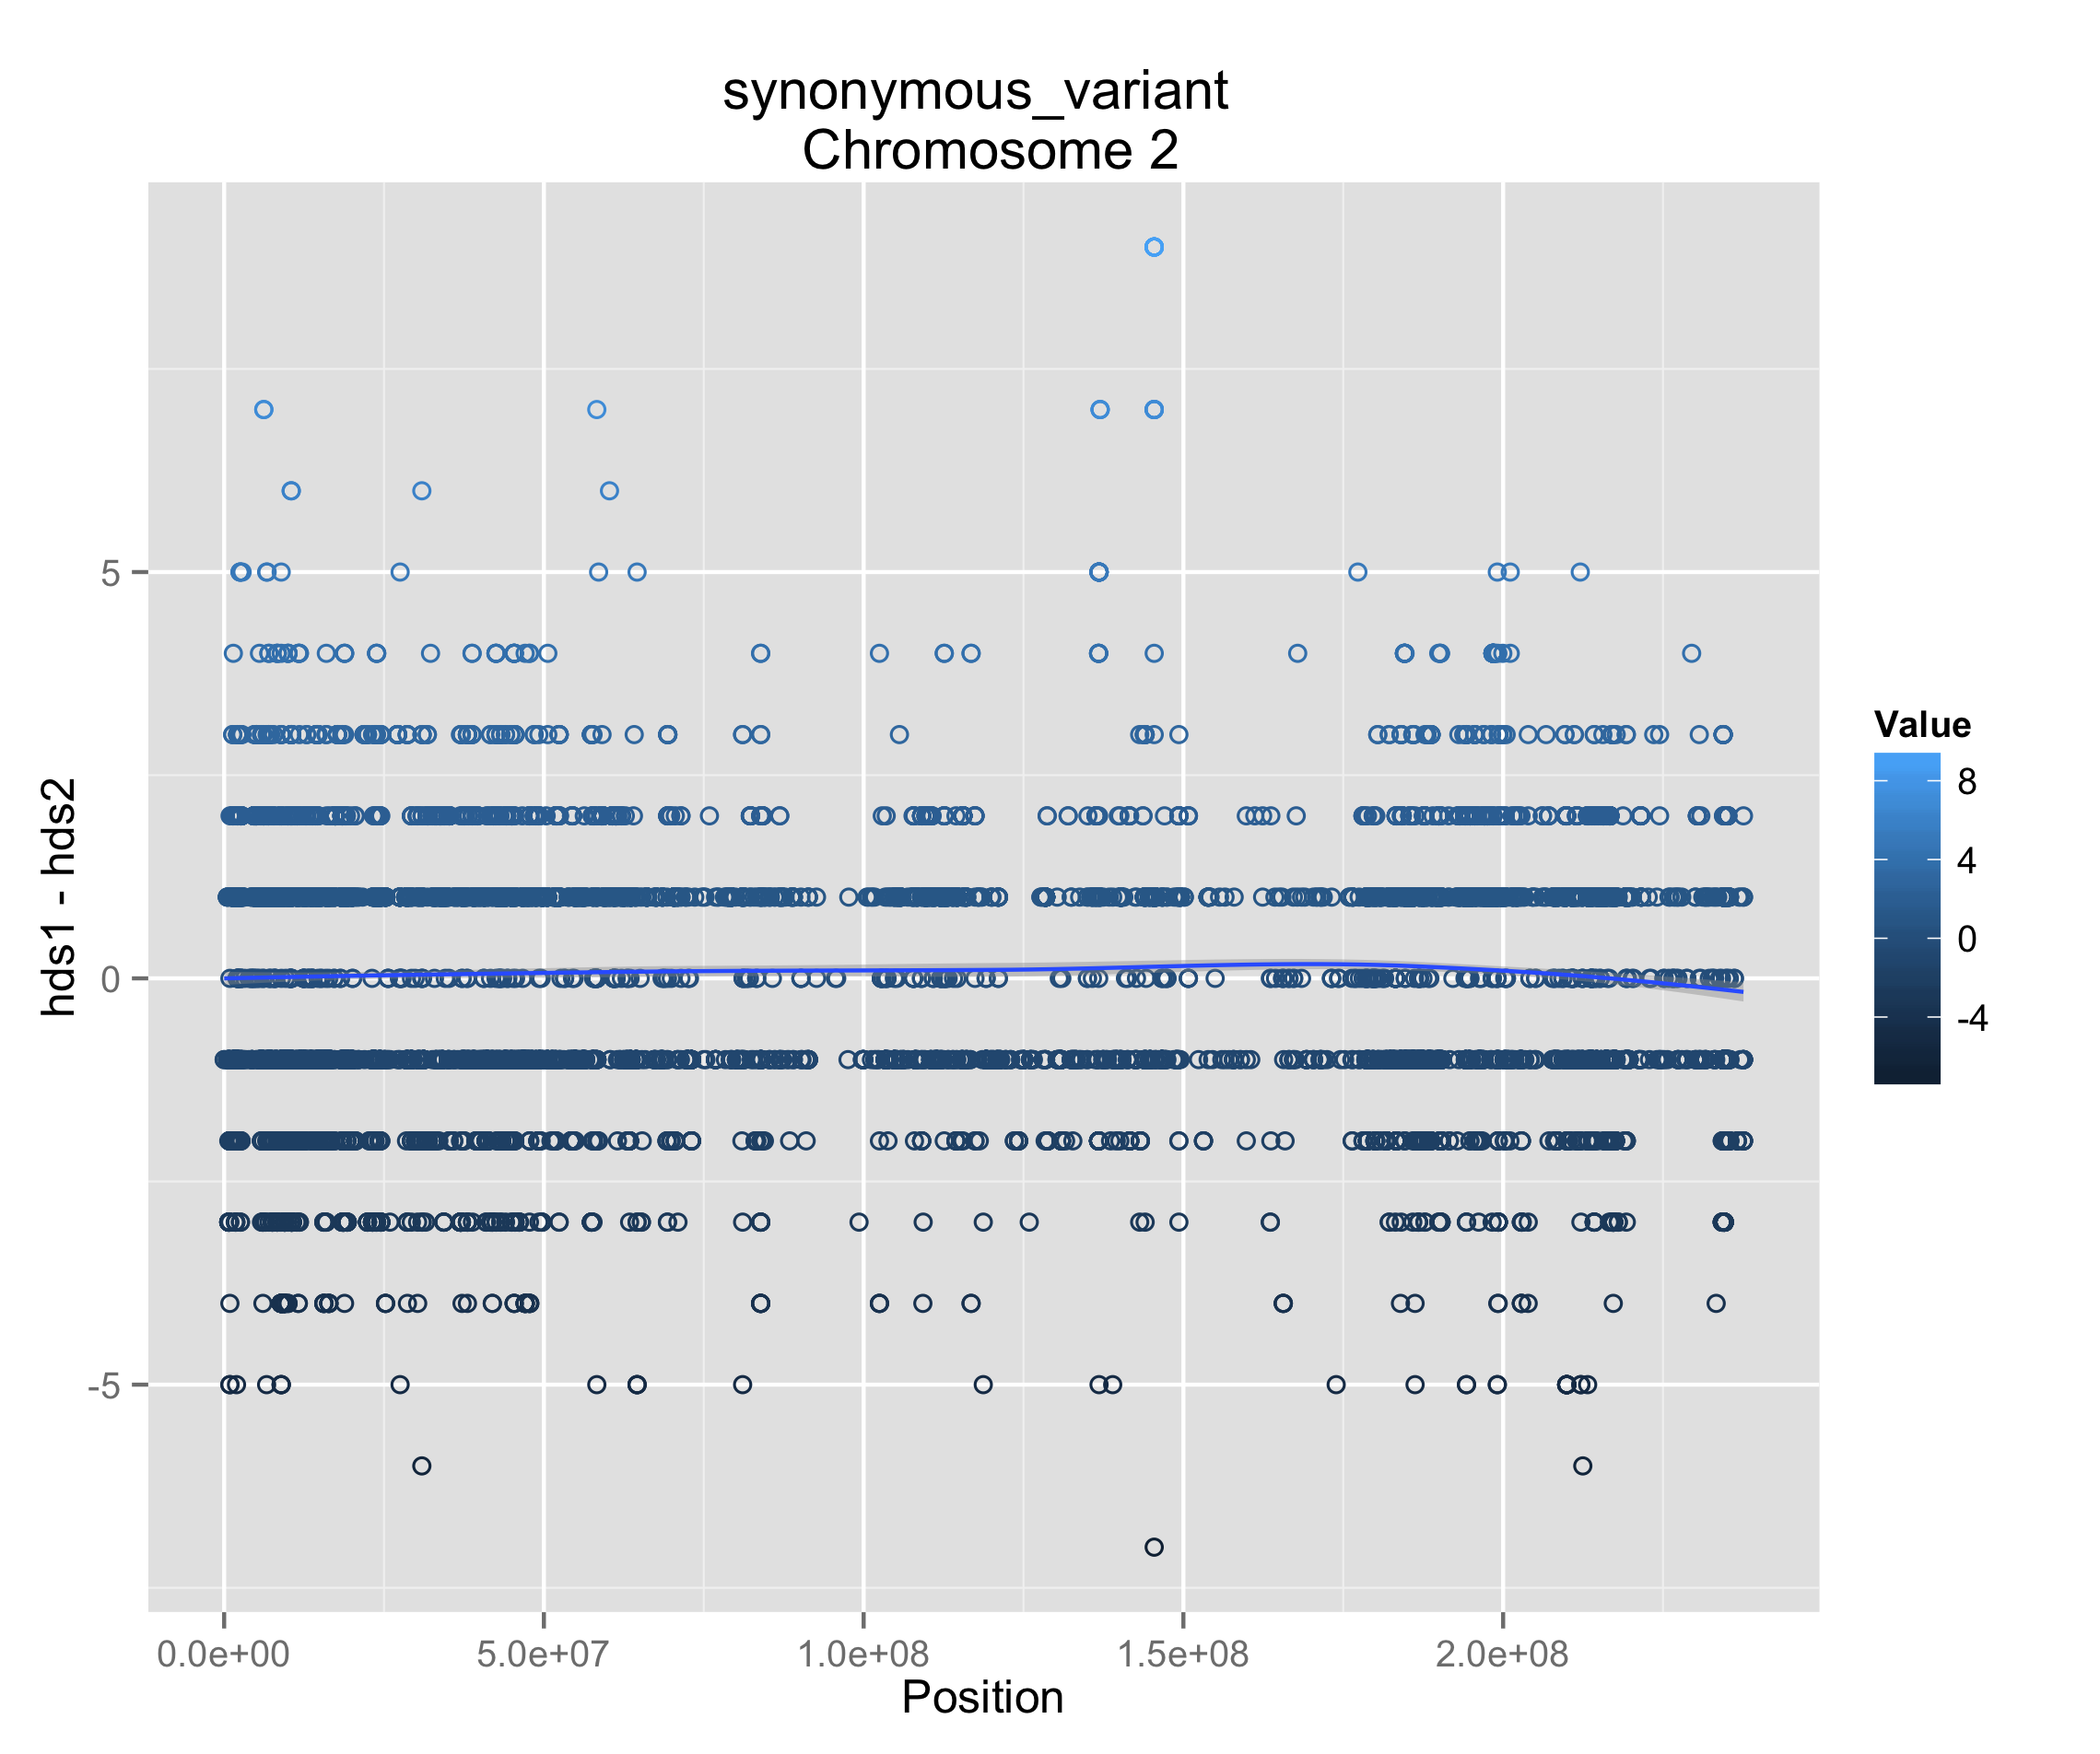 synonymous_variant
Chromosome 2
hds1 - hds2
5
0
-5
0.0e+00 5.0e+07 1.0e+08 1.5e+08 2.0e+08
Position
Value
8
4
0
-4